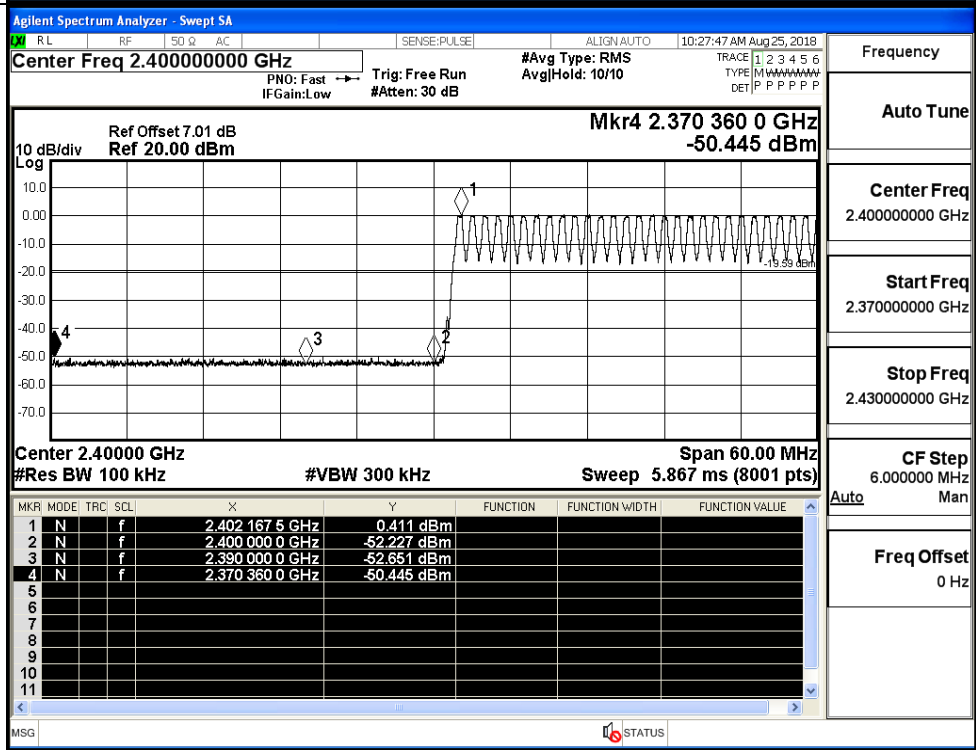 Agilent Spectrum Analyzer - Swept SA
LXI RL RF 50 Ω AC SENSE:PULSE ALIGN AUTO 10:27:47 AM Aug 25, 2018
Center Freq 2.400000000 GHz
PNO: Fast
IFGain:Low
Trig: Free Run
#Atten: 30 dB
#Avg Type: RMS
Avg|Hold: 10/10
TRACE 1 2 3 4 5 6
TYPE M WWWWW
DET P P P P P P
Mkr4 2.370 360 0 GHz
-50.445 dBm
Ref Offset 7.01 dB
10 dB/div Ref 20.00 dBm
Log
10.0
0.00
-10.0
-20.0
-30.0
-40.0
-50.0
-60.0
-70.0
1
2
3
4
-19.59 dBm
Center 2.40000 GHz Span 60.00 MHz
#Res BW 100 kHz #VBW 300 kHz Sweep 5.867 ms (8001 pts)
MKR MODE TRC SCL X Y FUNCTION FUNCTION WIDTH FUNCTION VALUE
1 N f 2.402 167 5 GHz 0.411 dBm
2 N f 2.400 000 0 GHz -52.227 dBm
3 N f 2.390 000 0 GHz -52.651 dBm
4 N f 2.370 360 0 GHz -50.445 dBm
5
6
7
8
9
10
11
MSG STATUS
Frequency
Auto Tune
Center Freq
2.400000000 GHz
Start Freq
2.370000000 GHz
Stop Freq
2.430000000 GHz
CF Step
6.000000 MHz
Auto Man
Freq Offset
0 Hz